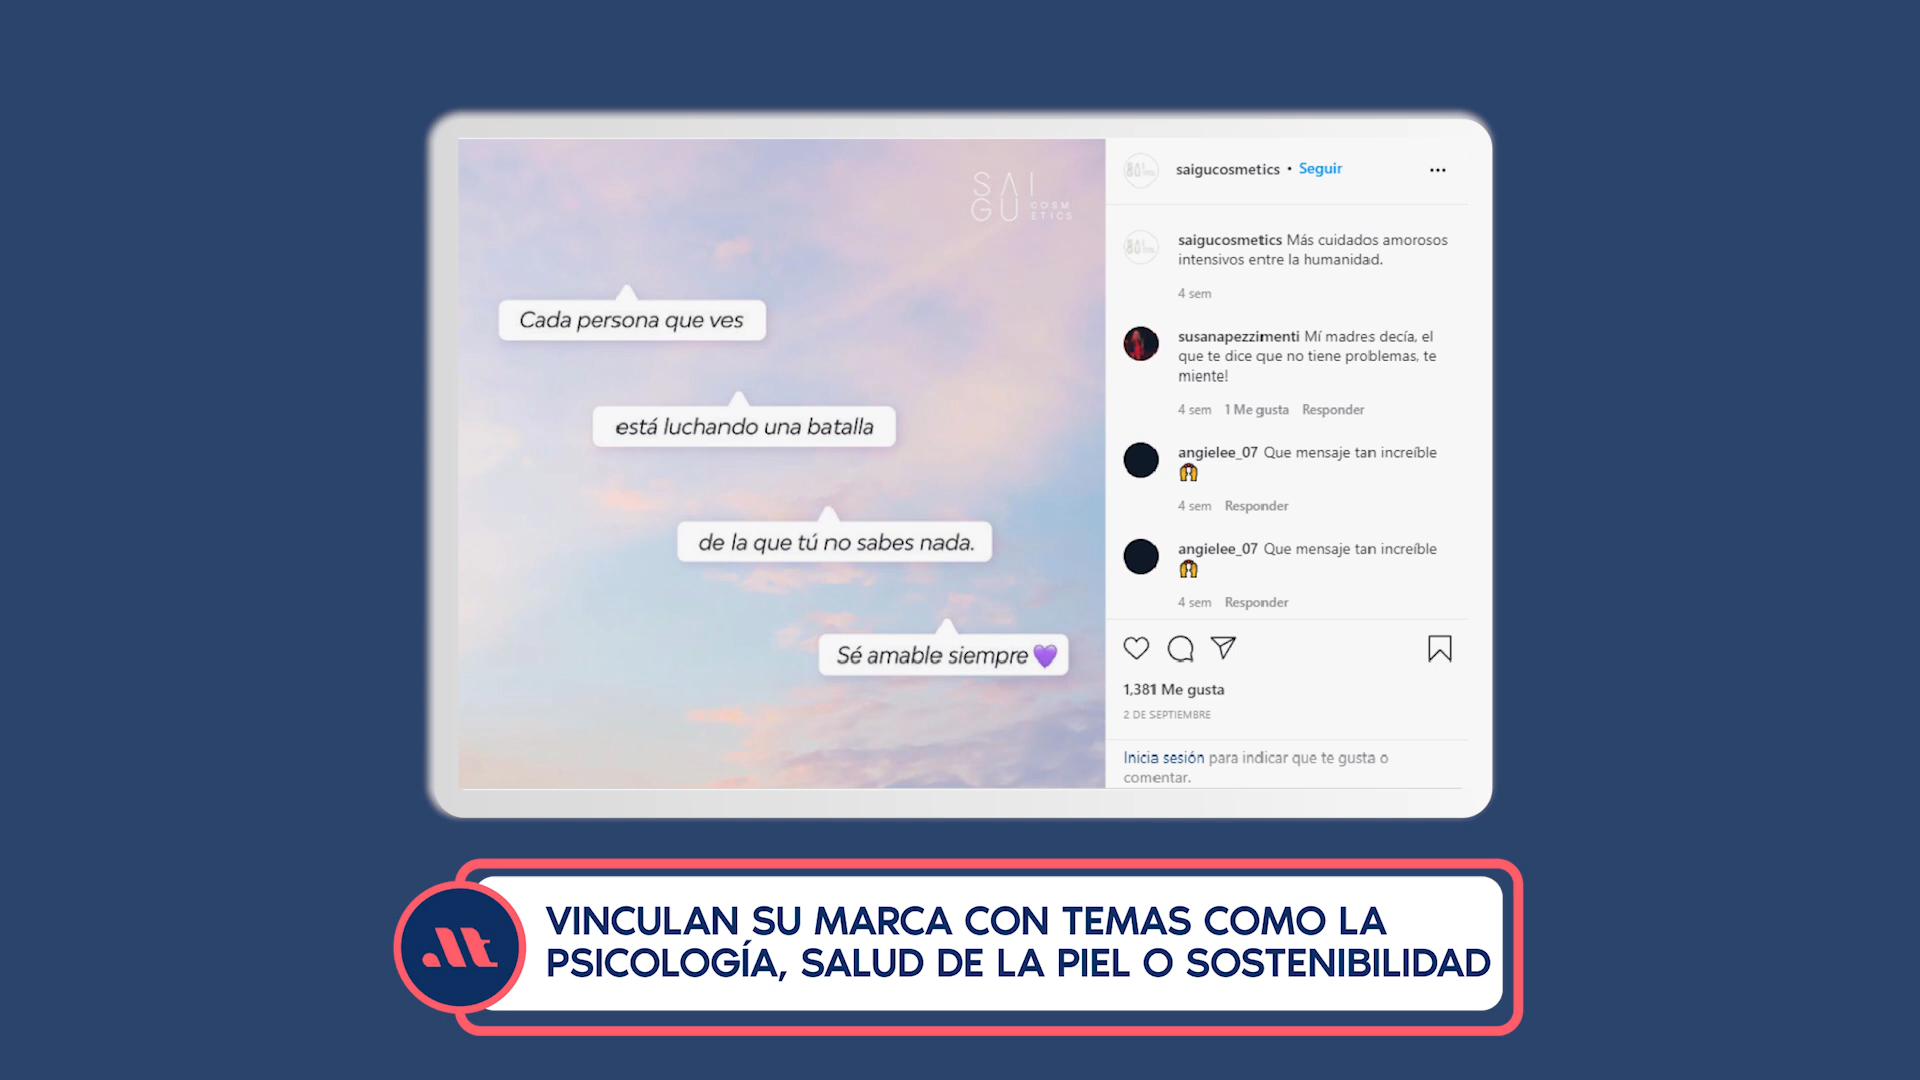 SAI
GU COSM
ETICS
Cada persona que ves
está luchando una batalla
de la que tú no sabes nada.
Sé amable siempre💜
saigucosmetics • Seguir
saigucosmetics Más cuidados amorosos
intensivos entre la humanidad.
4 sem
susanapezzimenti Mí madres decía, el
que te dice que no tiene problemas, te
miente!
4 sem 1 Me gusta Responder
angielee_07 Que mensaje tan increíble
🙌
4 sem Responder
angielee_07 Que mensaje tan increíble
🙌
4 sem Responder
1,381 Me gusta
2 DE SEPTIEMBRE
Inicia sesión para indicar que te gusta o
comentar.
VINCULAN SU MARCA CON TEMAS COMO LA
PSICOLOGÍA, SALUD DE LA PIEL O SOSTENIBILIDAD